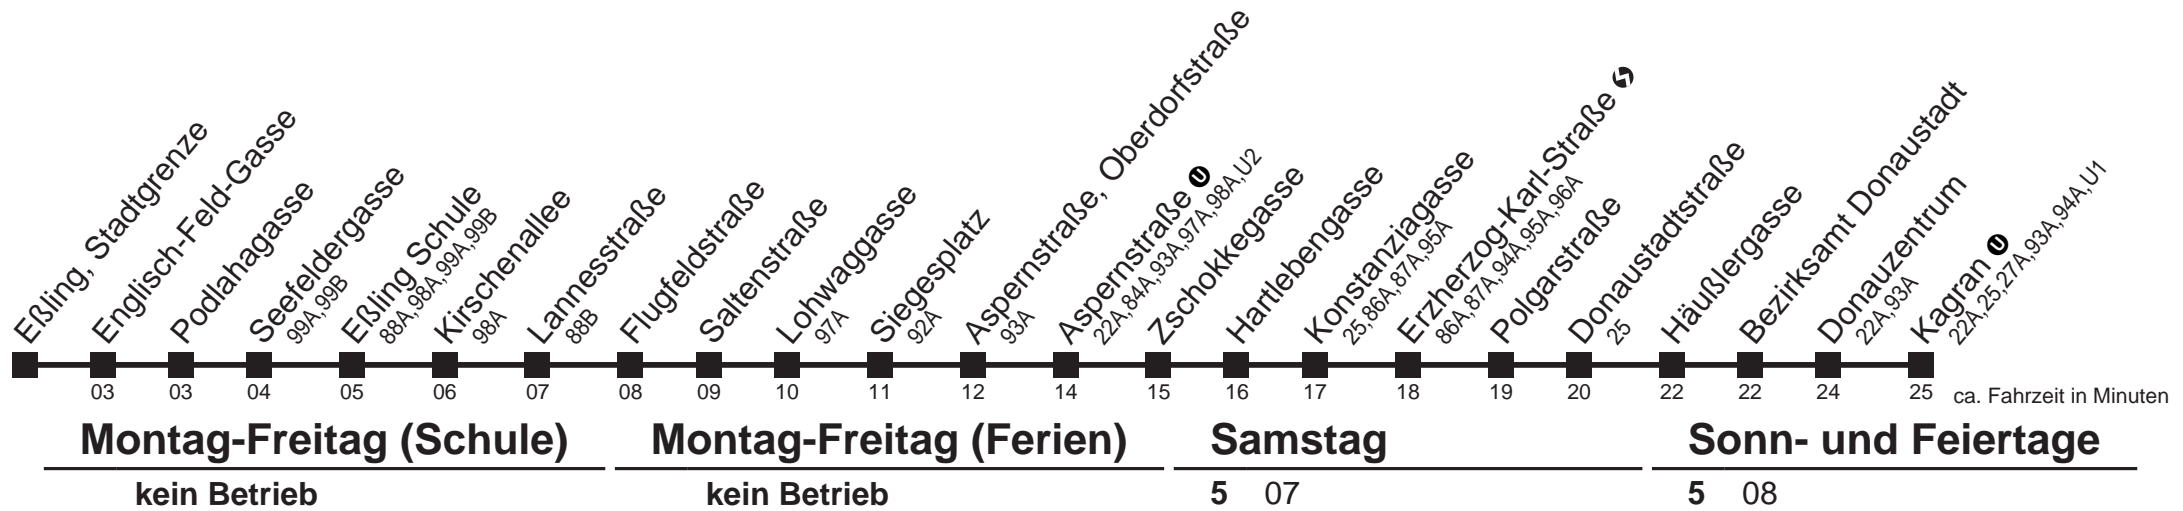 Eßling, Stadtgrenze
Englisch-Feld-Gasse
Podlahagasse
Seefeldergasse
99A,99B
Eßling Schule
88A,98A,99A,99B
Kirschenallee
98A
Lannesstraße
88B
Flugfeldstraße
Saltenstraße
Lohwaggasse
97A
Siegesplatz
92A
Aspernstraße, Oberdorfstraße
93A
Aspernstraße U
22A,84A,93A,97A,98A,U2
Zschokkegasse
Hartlebengasse
Konstanziagasse
25,86A,87A,95A
Erzherzog-Karl-Straße
86A,87A,94A,95A,96A
Polgarstraße
Donaustadtstraße
25
Häußlergasse
Bezirksamt Donaustadt
Donauzentrum
22A,93A
Kagran U
22A,25,27A,93A,94A,U1
03 03 04 05 06 07 08 09 10 11 12 14 15 16 17 18 19 20 22 22 24 25 ca. Fahrzeit in Minuten
Montag-Freitag (Schule) Montag-Freitag (Ferien) Samstag Sonn- und Feiertage
kein Betrieb kein Betrieb 5 07 5 08